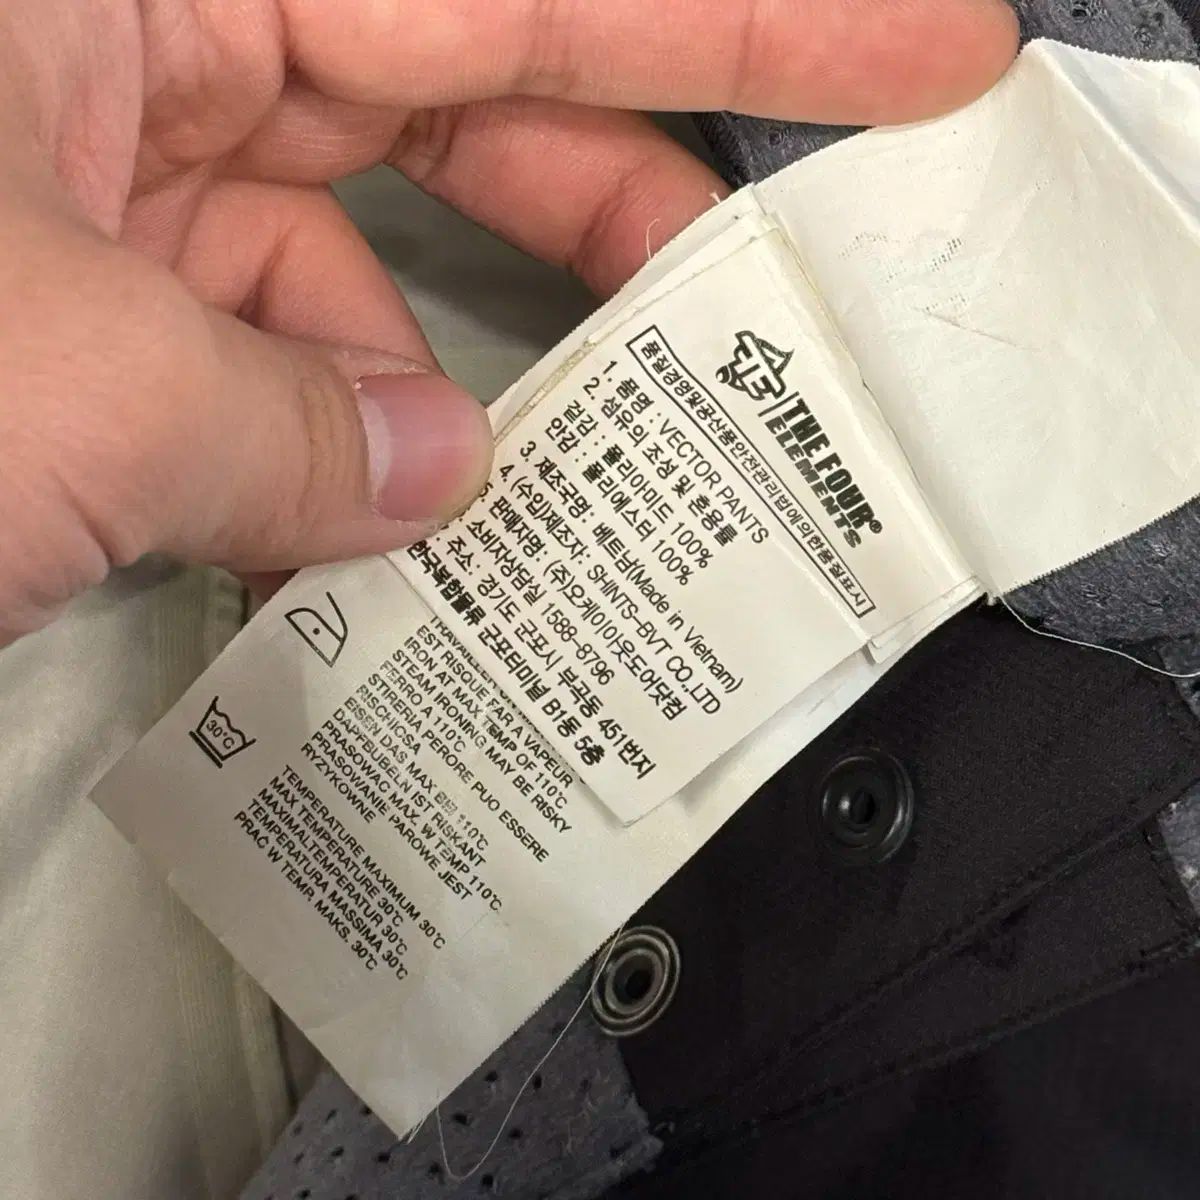 THE FOUR®
ELEMENTS
품질경영및공산품안전관리법에의한품질표시
1. 품명 : VECTOR PANTS
2. 섬유의 조성 및 혼용률
겉감 : 폴리아미드 100%
안감 : 폴리에스터 100%
3. 제조국명: 베트남(Made in Vietnam)
4. (수입)제조자: SHINTS-BVT CO.,LTD
판매자명: (주)오케이아웃도어닷컴
소비자상담실 1588-8796
주소: 경기도 군포시 부곡동 451번지
한국복합물류 군포터미널 B1동 5층
EST RISQUE FAR A VAPEUR
IRON AT MAX TEMP OF 110℃
STEAM IRONING MAY BE RISKY
FERRO A 110℃
STIRERIA PERORE PUO ESSERE
RISCHICSA
EISEN DAS MAX 110℃
DAPFBUBELN IST RISKANT
PRASOWAC MAX. W TEMP 110℃
PRASOWANIE PAROWE JEST
RYZYKOWNE
30℃
TEMPERATURE MAXIMUM 30℃
MAX TEMPERATURE 30℃
MAXIMALTEMPERATUR 30℃
TEMPERATURA MASSIMA 30℃
PRAĆ W TEMP. MAKS. 30℃